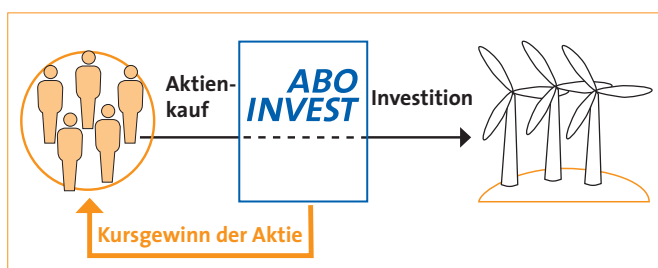 Aktien-
kauf
ABO
INVEST
Investition
Kursgewinn der Aktie